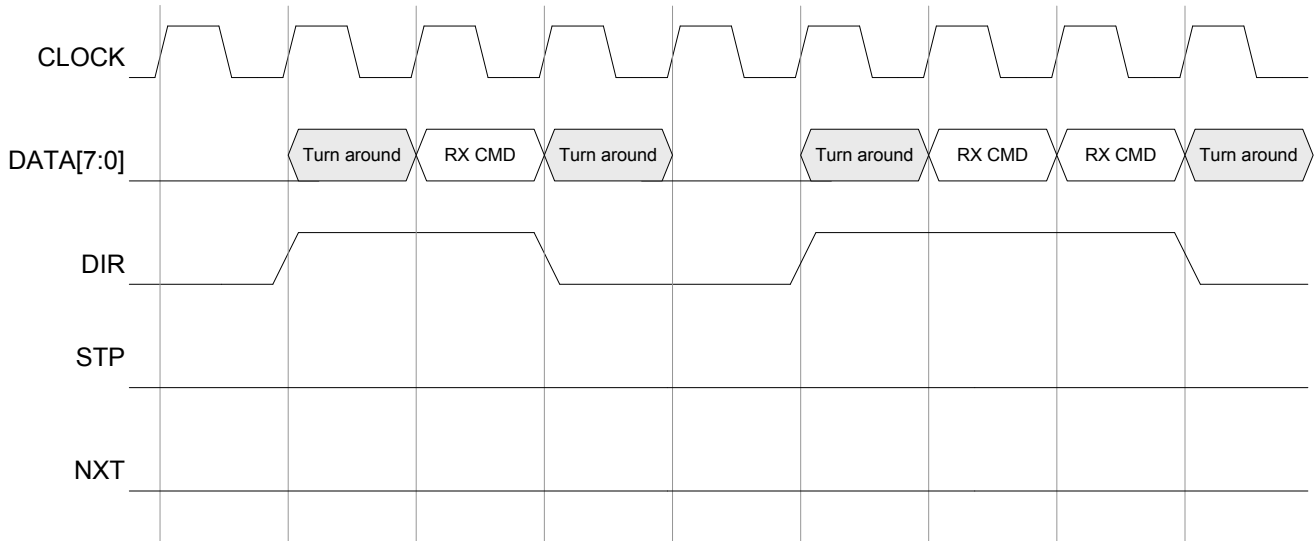 CLOCK
DATA[7:0] Turn around RX CMD Turn around Turn around RX CMD RX CMD Turn around
DIR
STP
NXT